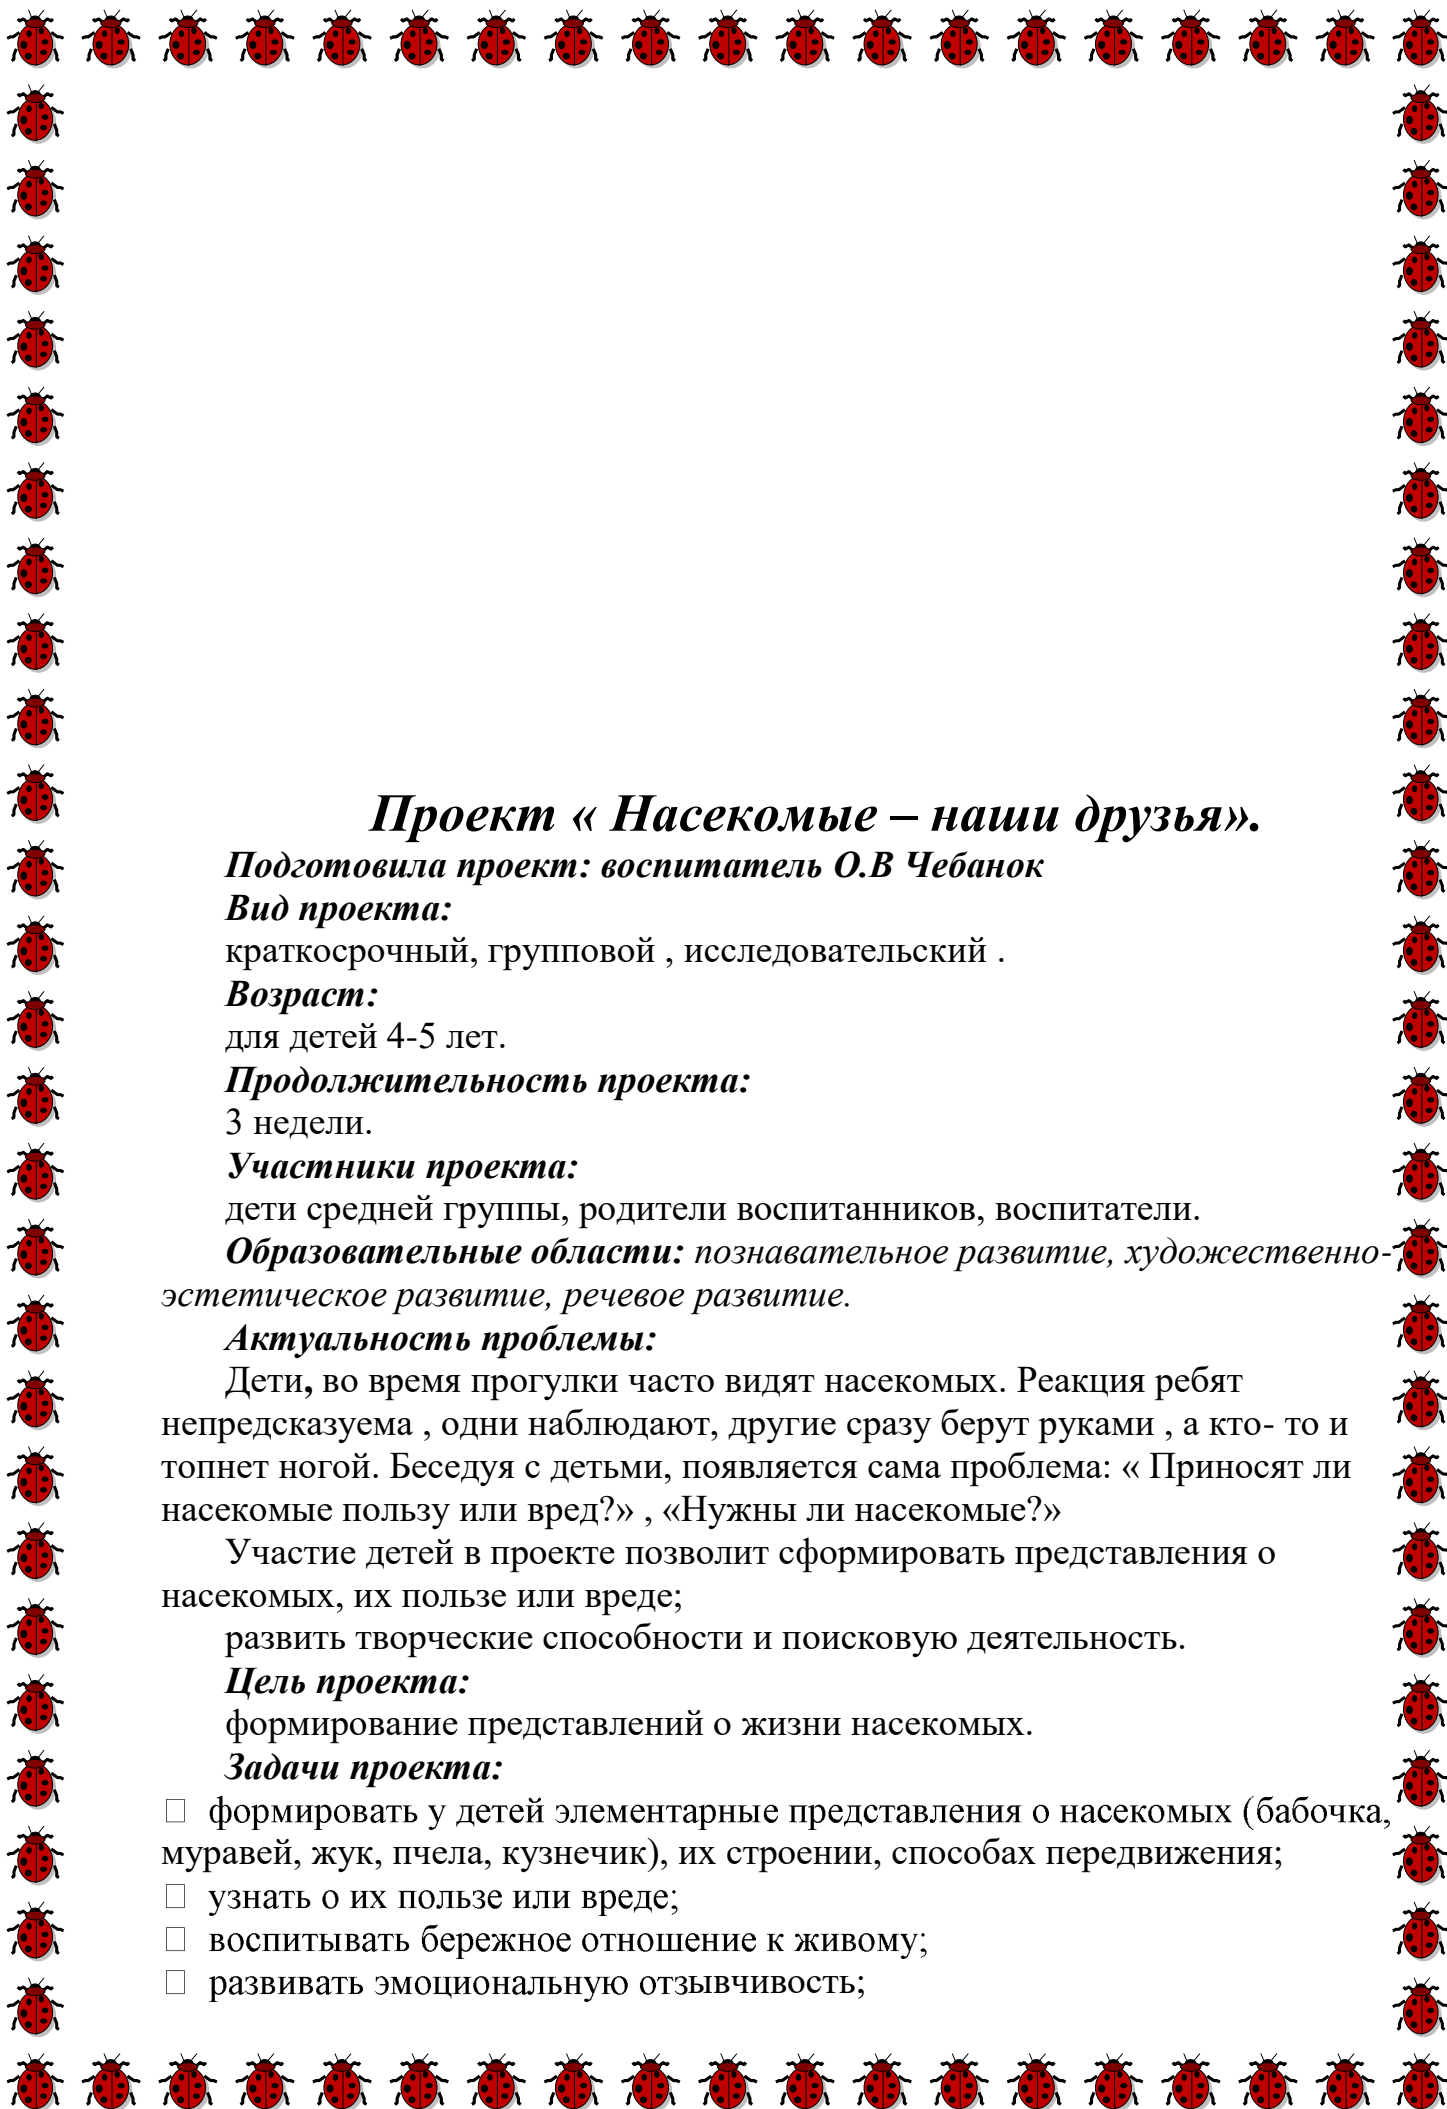 Проект « Насекомые – наши друзья».
Подготовила проект: воспитатель О.В Чебанок
Вид проекта:
краткосрочный, групповой , исследовательский .
Возраст:
для детей 4-5 лет.
Продолжительность проекта:
3 недели.
Участники проекта:
дети средней группы, родители воспитанников, воспитатели.
Образовательные области: познавательное развитие, художественно-
эстетическое развитие, речевое развитие.
Актуальность проблемы:
Дети, во время прогулки часто видят насекомых. Реакция ребят
непредсказуема , одни наблюдают, другие сразу берут руками , а кто- то и
топнет ногой. Беседуя с детьми, появляется сама проблема: « Приносят ли
насекомые пользу или вред?» , «Нужны ли насекомые?»
Участие детей в проекте позволит сформировать представления о
насекомых, их пользе или вреде;
развить творческие способности и поисковую деятельность.
Цель проекта:
формирование представлений о жизни насекомых.
Задачи проекта:
□ формировать у детей элементарные представления о насекомых (бабочка,
муравей, жук, пчела, кузнечик), их строении, способах передвижения;
□ узнать о их пользе или вреде;
□ воспитывать бережное отношение к живому;
□ развивать эмоциональную отзывчивость;